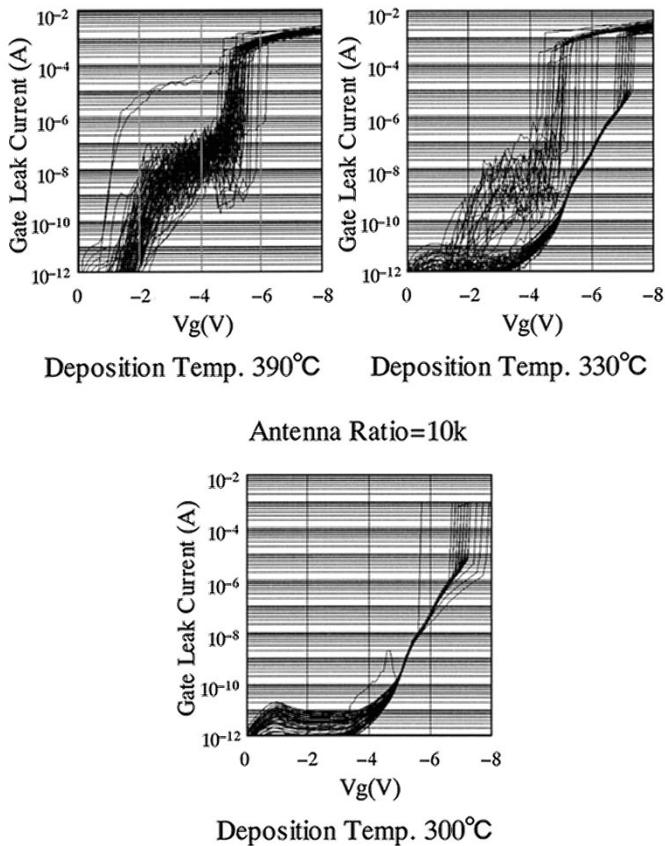 Gate Leak Current (A)
10-2
10-4
10-6
10-8
10-10
10-12
0 -2 -4 -6 -8
Vg(V)
Deposition Temp. 390℃
Gate Leak Current (A)
10-2
10-4
10-6
10-8
10-10
10-12
0 -2 -4 -6 -8
Vg(V)
Deposition Temp. 330℃
Antenna Ratio=10k
Gate Leak Current (A)
10-2
10-4
10-6
10-8
10-10
10-12
0 -2 -4 -6 -8
Vg(V)
Deposition Temp. 300℃